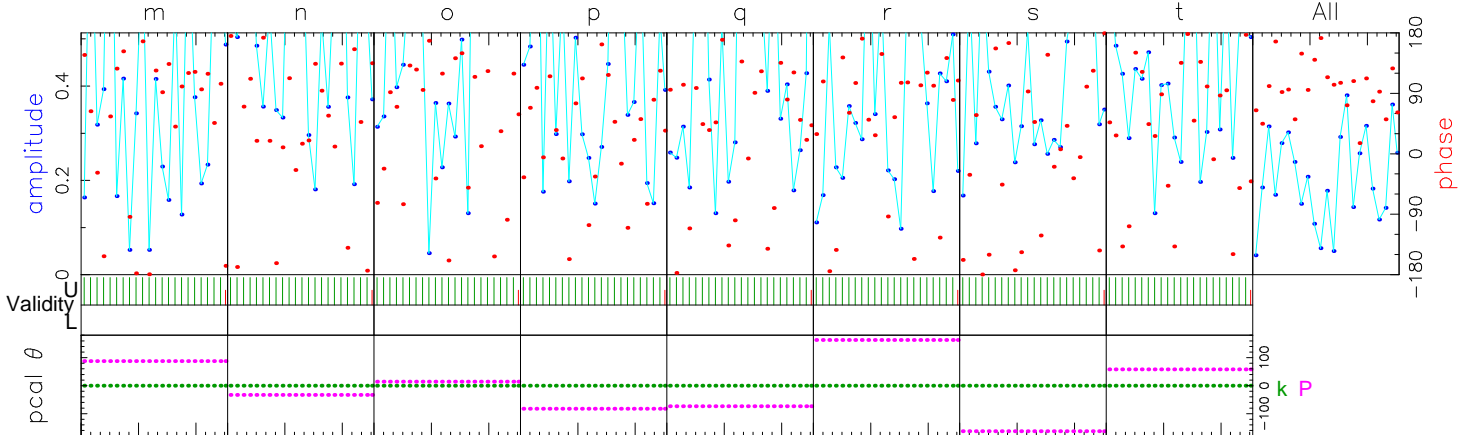 m n o p q r s t All
amplitude
0 0.2 0.4
phase
-180 -90 0 90 180
Validity
U
L
pcal θ
-100 0 100
k P